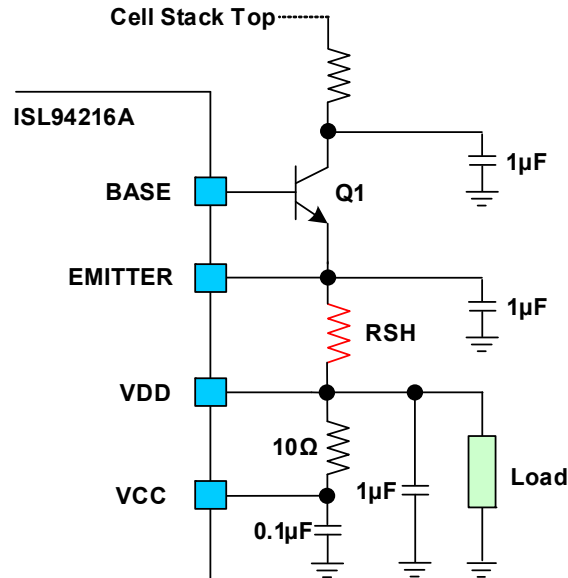 Cell Stack Top
ISL94216A
1µF
BASE
Q1
EMITTER
1µF
RSH
VDD
10Ω
Load
VCC
1µF
0.1µF